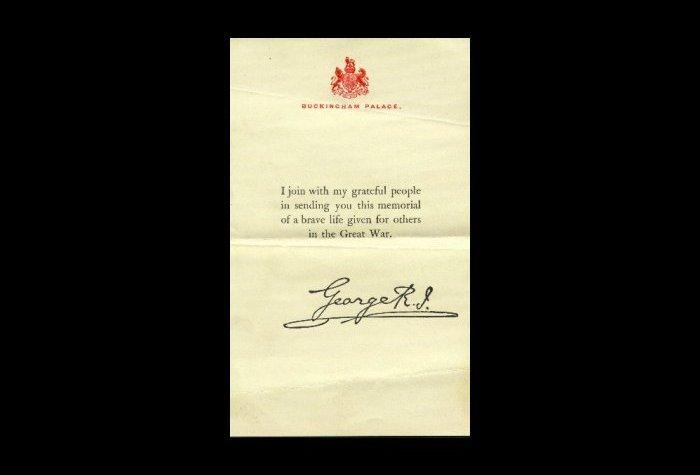 BUCKINGHAM PALACE.
I join with my grateful people
in sending you this memorial
of a brave life given for others
in the Great War.
George R.I.